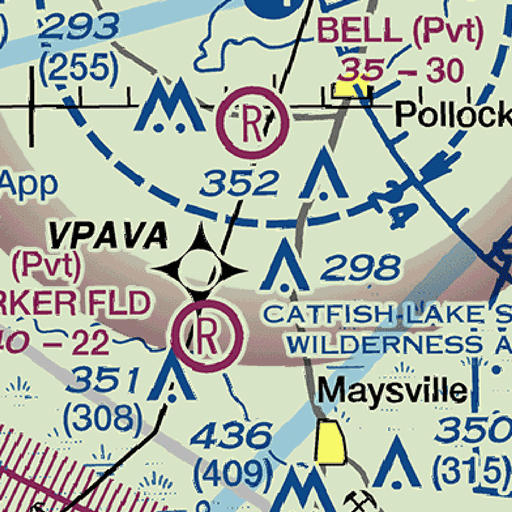 293
(255)
BELL (Pvt)
35 – 30
R
Pollock
App
352
24
VPAVA
298
(Pvt)
RKER FLD
40 – 22
R
CATFISH LAKE S
WILDERNESS A
351
(308)
Maysville
436
(409)
350
(315)